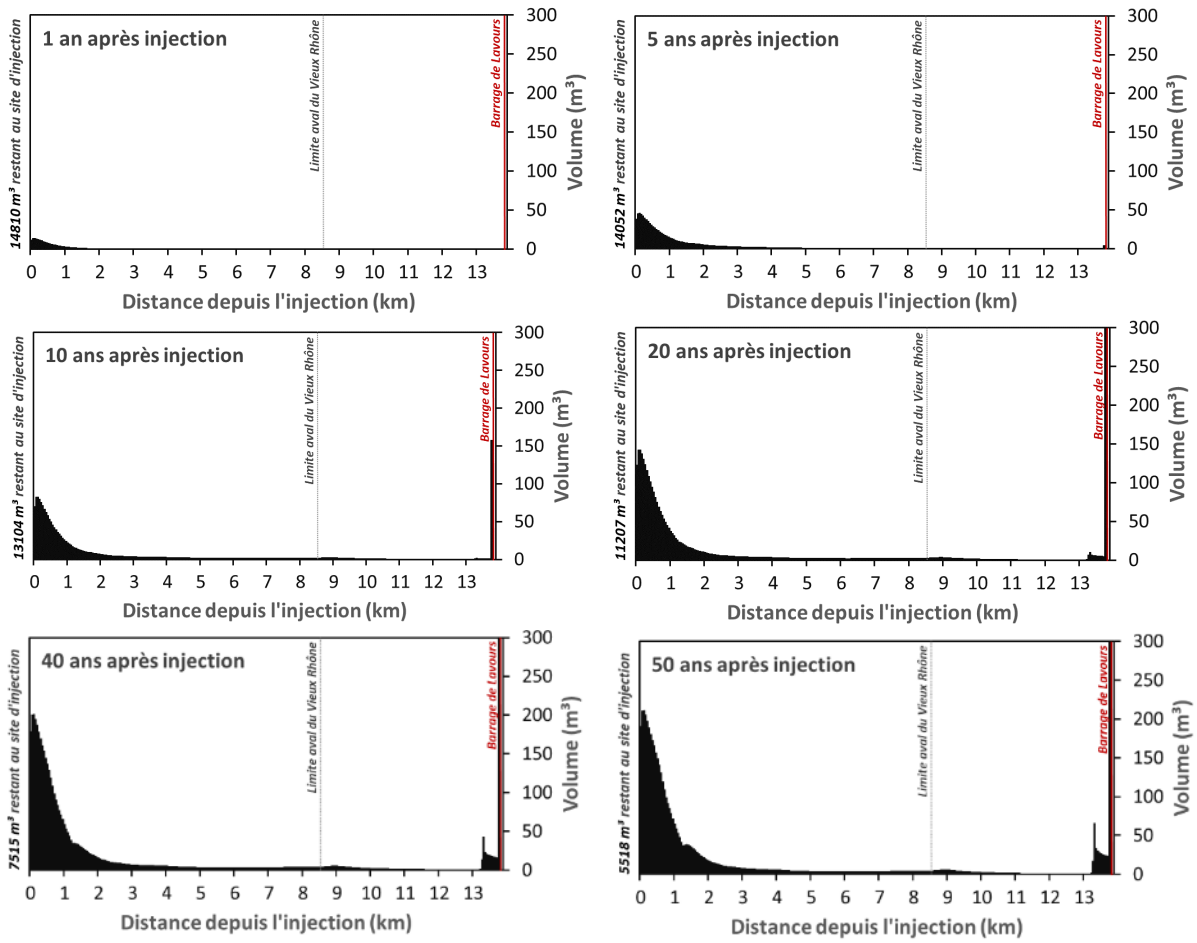 1 an après injection
14810 m³ restant au site d'injection
Limite aval du Vieux Rhône
Barrage de Lavours
300
250
200
150
100
50
0
Volume (m³)
0 1 2 3 4 5 6 7 8 9 10 11 12 13
Distance depuis l'injection (km)
5 ans après injection
14052 m³ restant au site d'injection
Limite aval du Vieux Rhône
Barrage de Lavours
300
250
200
150
100
50
0
Volume (m³)
0 1 2 3 4 5 6 7 8 9 10 11 12 13
Distance depuis l'injection (km)
10 ans après injection
13104 m³ restant au site d'injection
Limite aval du Vieux Rhône
Barrage de Lavours
300
250
200
150
100
50
0
Volume (m³)
0 1 2 3 4 5 6 7 8 9 10 11 12 13
Distance depuis l'injection (km)
20 ans après injection
11207 m³ restant au site d'injection
Limite aval du Vieux Rhône
Barrage de Lavours
300
250
200
150
100
50
0
Volume (m³)
0 1 2 3 4 5 6 7 8 9 10 11 12 13
Distance depuis l'injection (km)
40 ans après injection
7515 m³ restant au site d'injection
Limite aval du Vieux Rhône
Barrage de Lavours
300
250
200
150
100
50
0
Volume (m³)
0 1 2 3 4 5 6 7 8 9 10 11 12 13
Distance depuis l'injection (km)
50 ans après injection
5518 m³ restant au site d'injection
Limite aval du Vieux Rhône
Barrage de Lavours
300
250
200
150
100
50
0
Volume (m³)
0 1 2 3 4 5 6 7 8 9 10 11 12 13
Distance depuis l'injection (km)